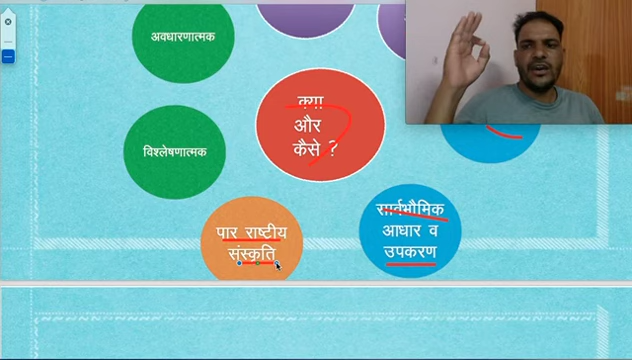 अवधारणात्मक
क्या
और
कैसे ?
विश्लेषणात्मक
पार राष्टीय
संस्कृति
सार्वभौमिक
आधार व
उपकरण